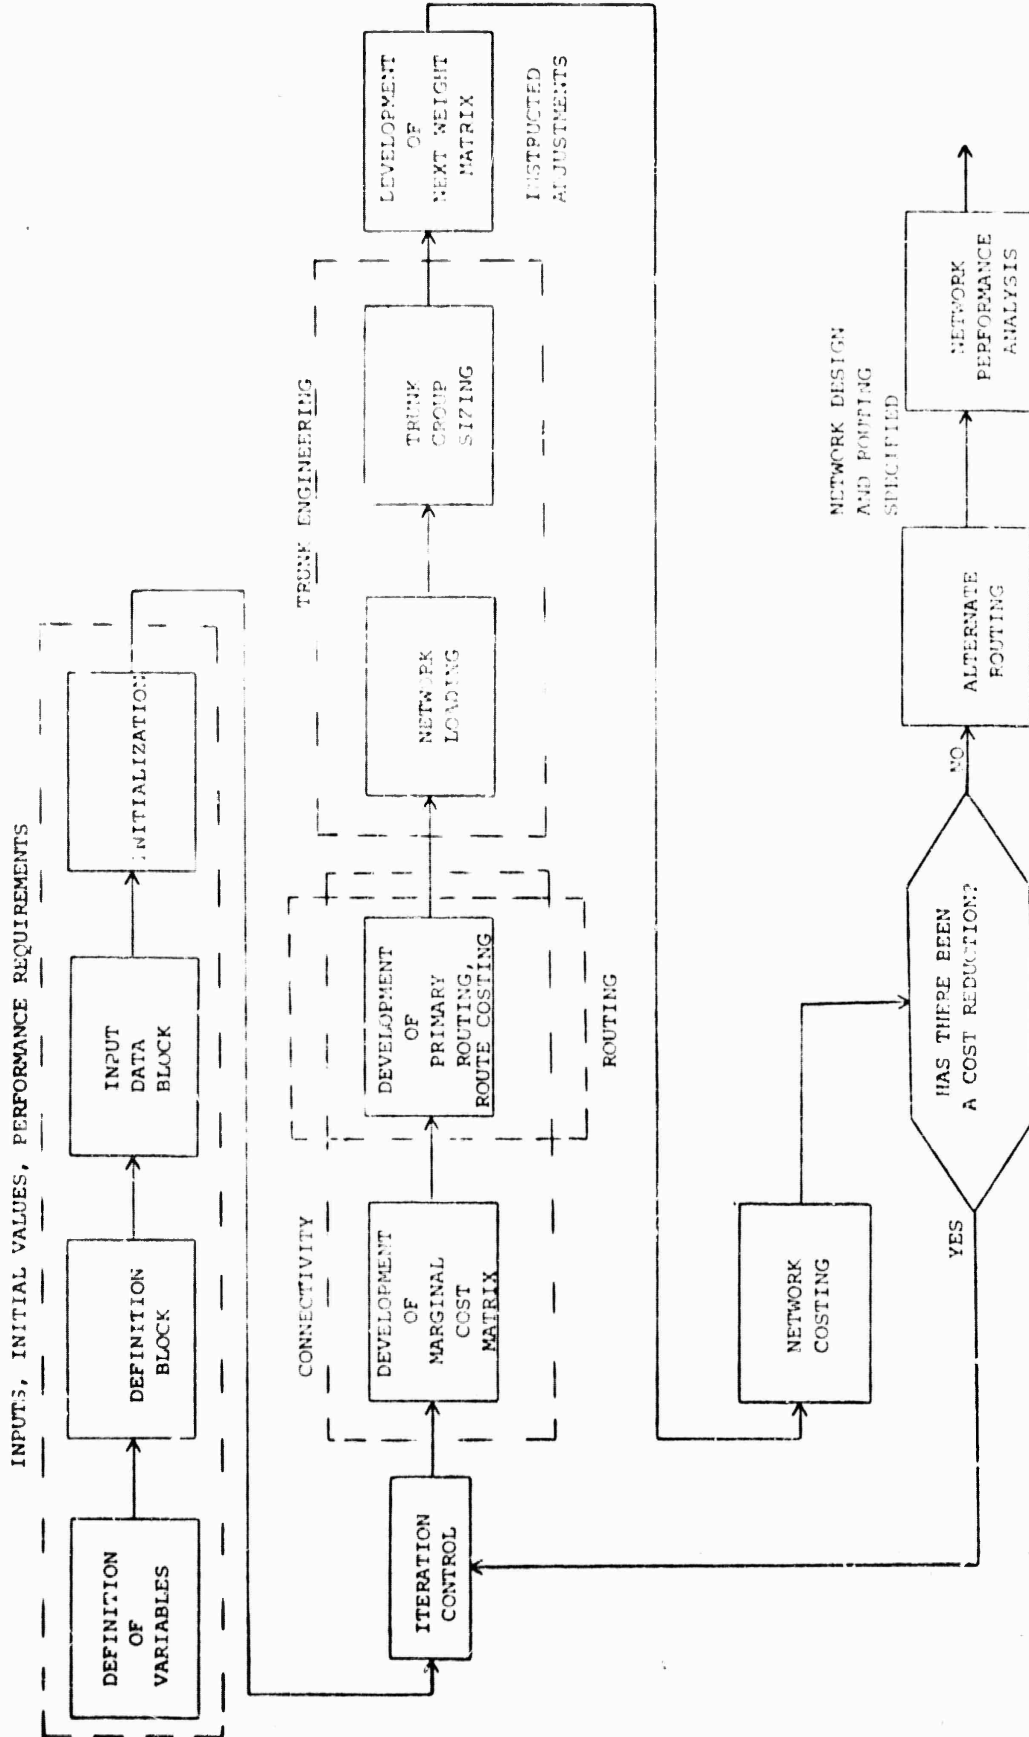 INPUTS, INITIAL VALUES, PERFORMANCE REQUIREMENTS
DEFINITION
OF
VARIABLES
DEFINITION
BLOCK
INPUT
DATA
BLOCK
INITIALIZATION
ITERATION
CONTROL
CONNECTIVITY
DEVELOPMENT
OF
MARGINAL
COST
MATRIX
DEVELOPMENT
OF
PRIMARY
ROUTING,
ROUTE COSTING
ROUTING
TRUNK ENGINEERING
NETWORK
LOADING
TRUNK
GROUP
SIZING
DEVELOPMENT
OF
NEXT WEIGHT
MATRIX
INSTRUCTED
ADJUSTMENTS
NETWORK
COSTING
HAS THERE BEEN
A COST REDUCTION?
YES
NO
ALTERNATE
ROUTING
NETWORK DESIGN
AND ROUTING
SPECIFIED
NETWORK
PERFORMANCE
ANALYSIS